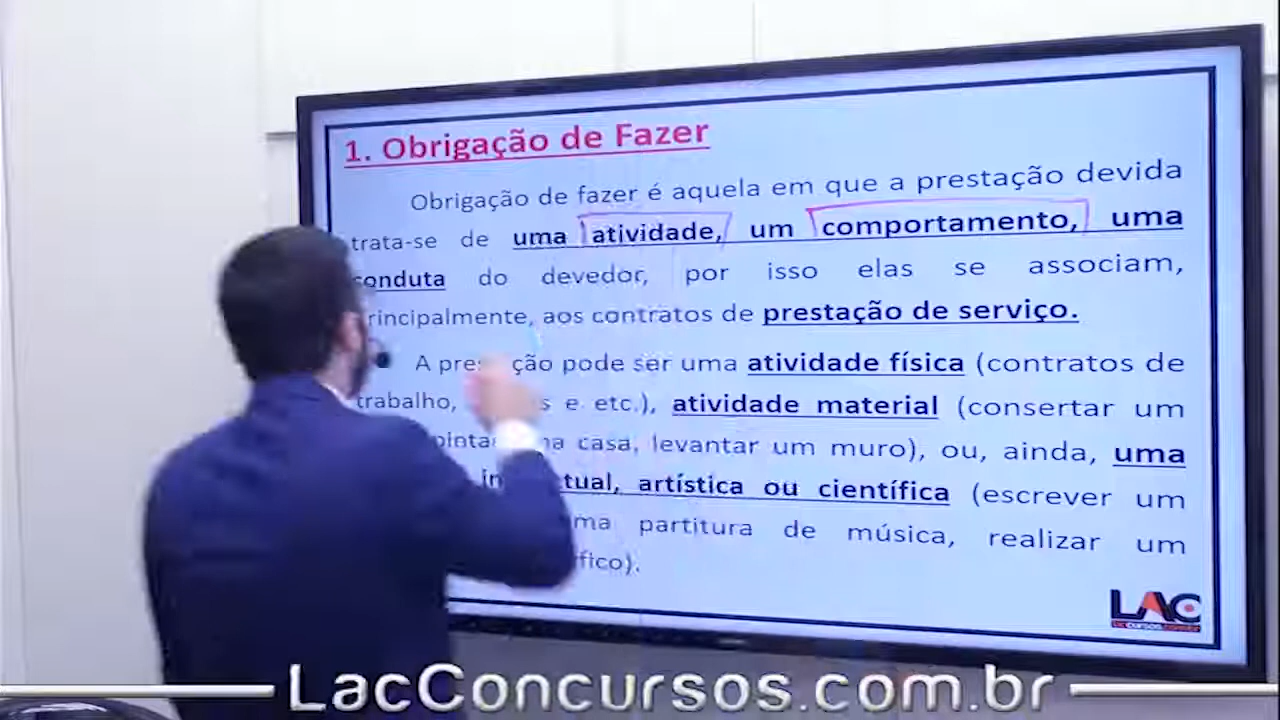 1. Obrigação de Fazer
Obrigação de fazer é aquela em que a prestação devida
trata-se de uma atividade, um comportamento, uma
conduta do devedor, por isso elas se associam,
principalmente, aos contratos de prestação de serviço.
A prestação pode ser uma atividade física (contratos de
trabalho, e etc.), atividade material (consertar um
casa, levantar um muro), ou, ainda, uma
artística ou científica (escrever um
partitura de música, realizar um
LAC
LacConcursos.com.br